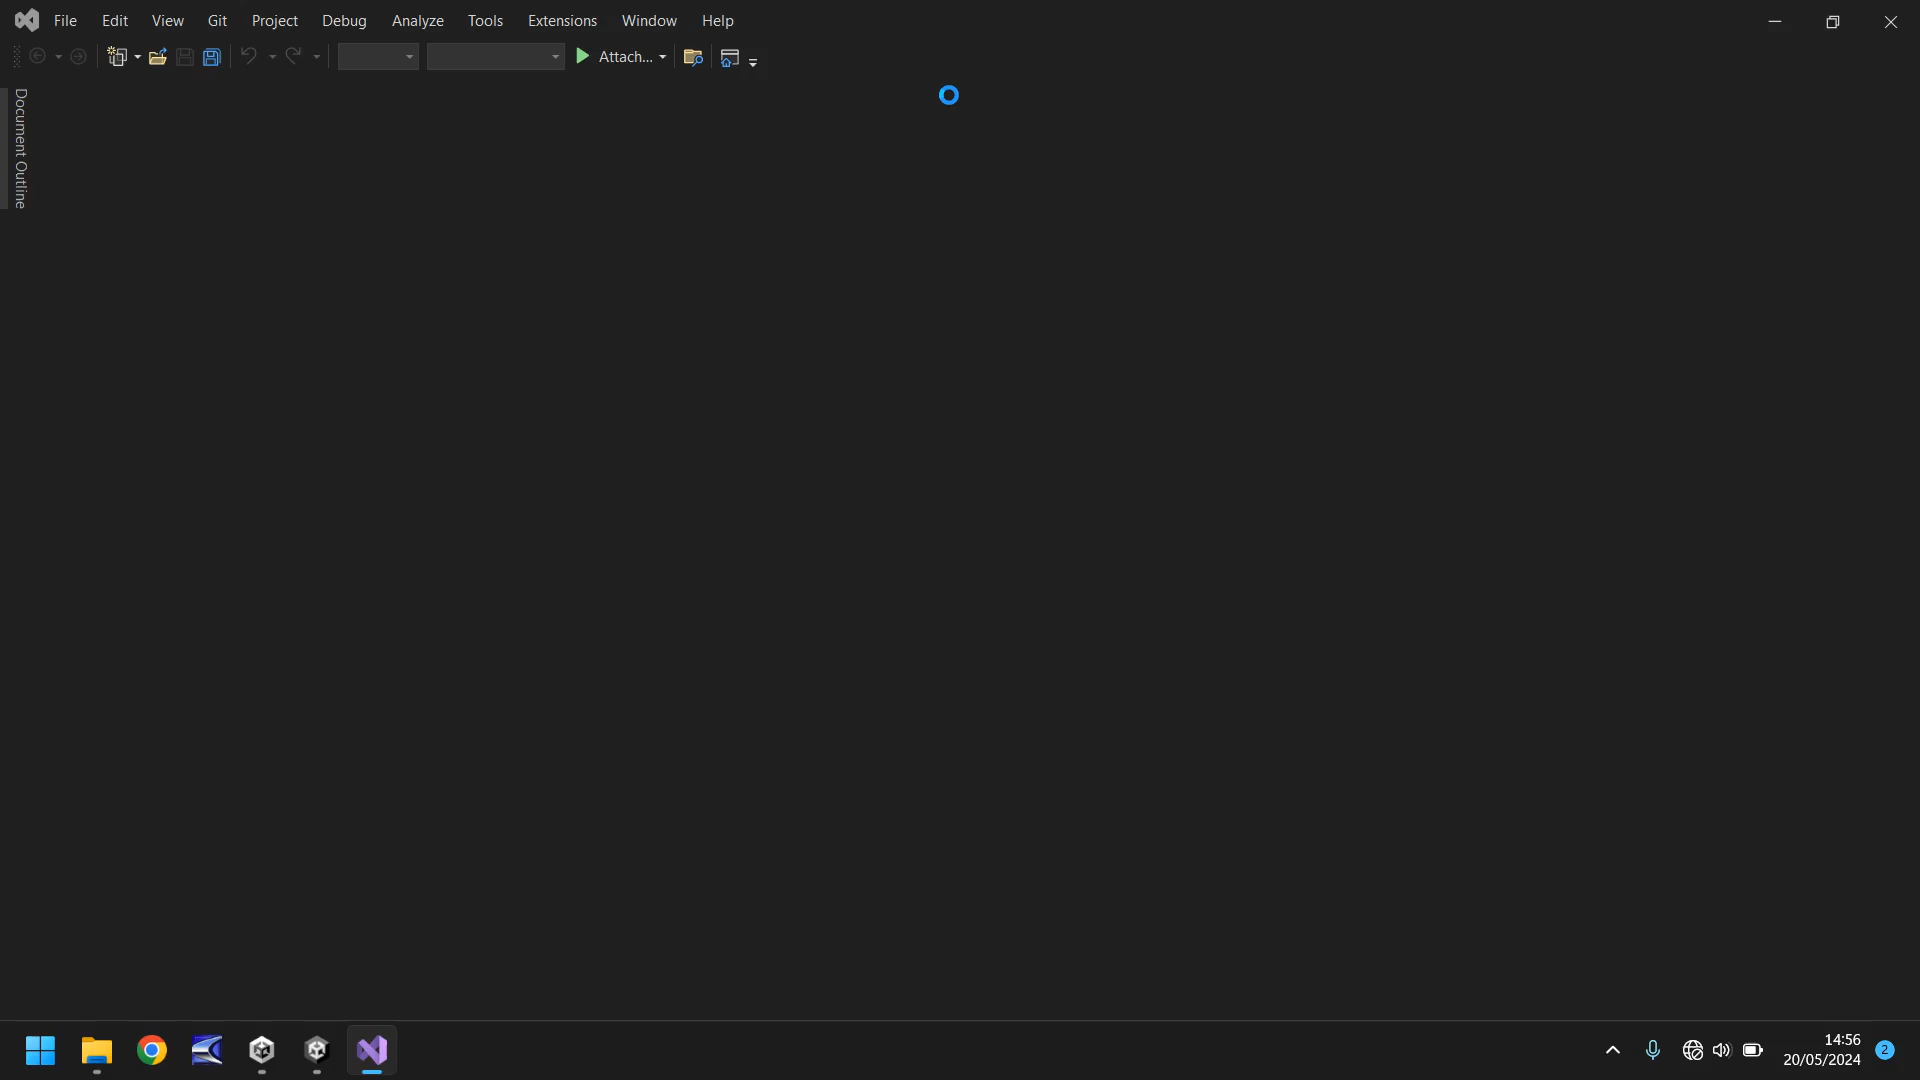 File Edit View Git Project Debug Analyze Tools Extensions Window Help
Attach...
Document Outline
14:56
20/05/2024
2